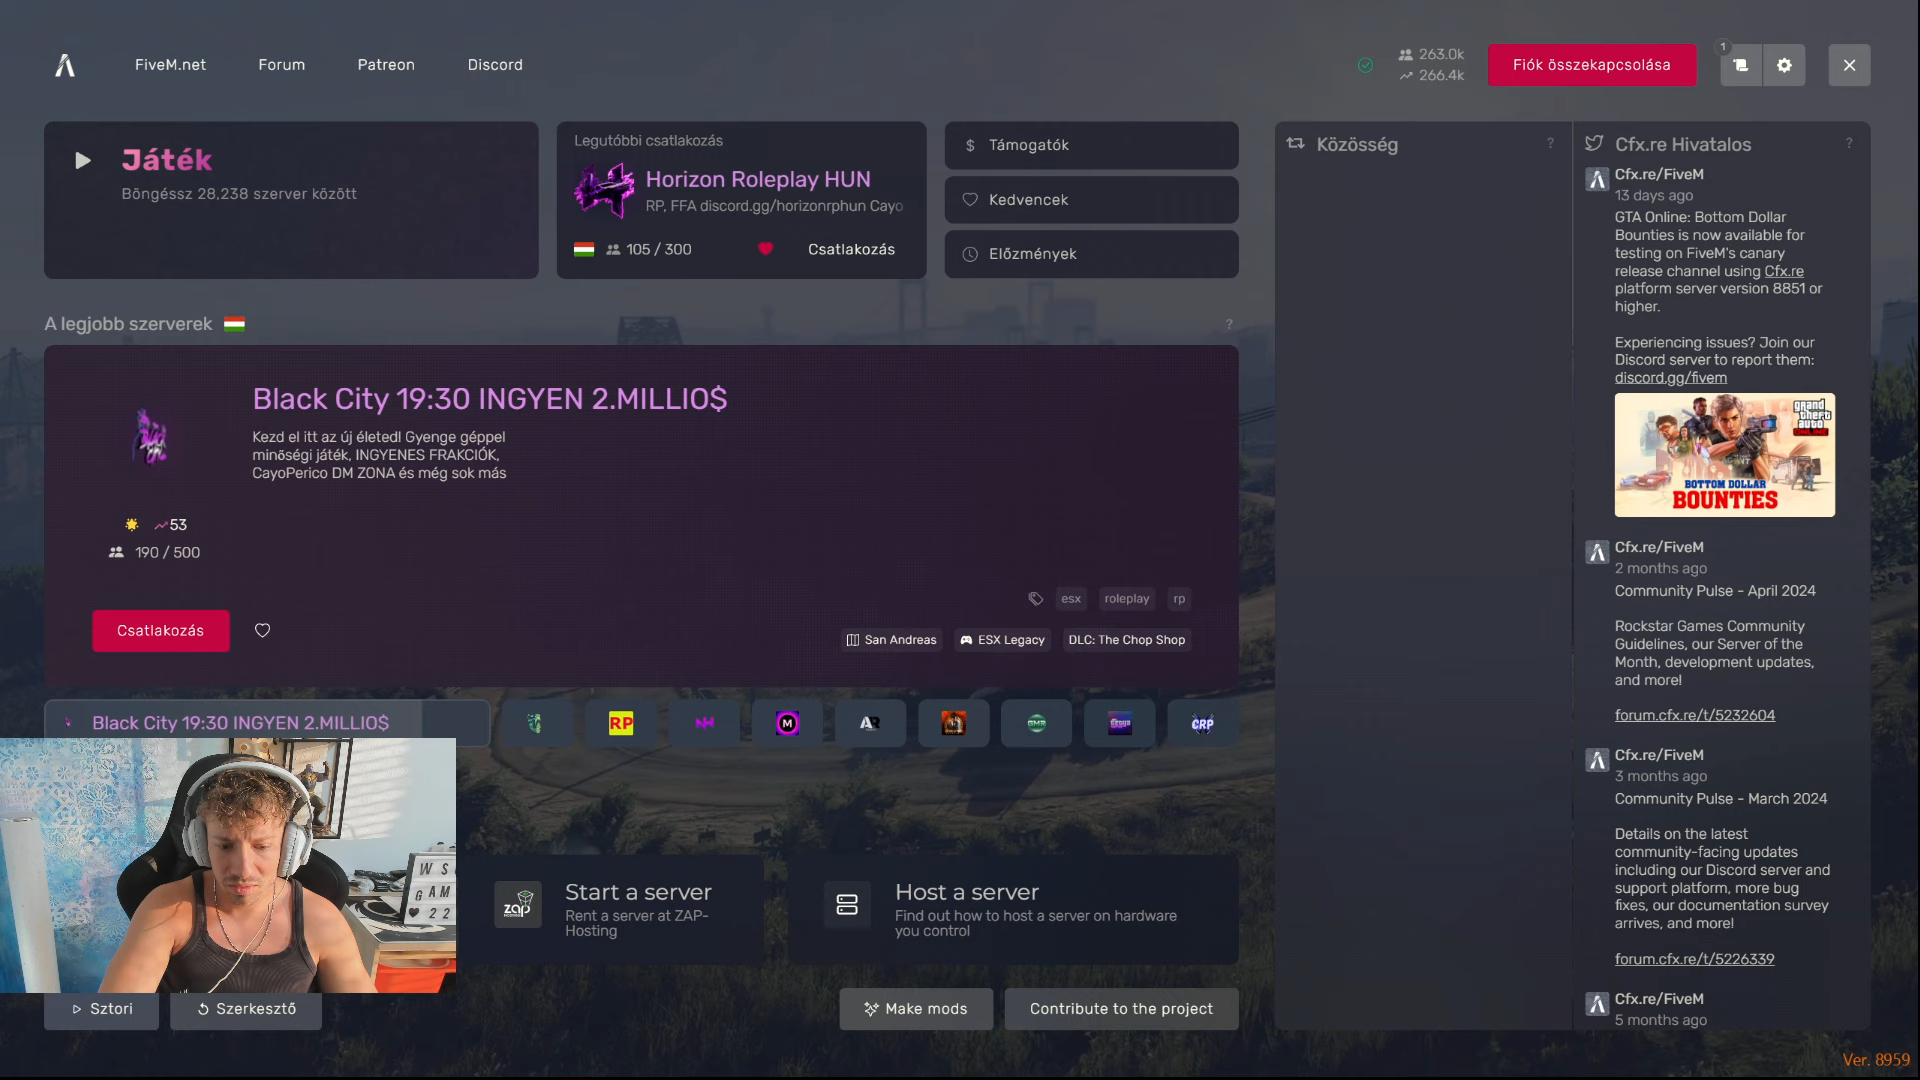 FiveM.net
Forum
Patreon
Discord
263.0k
266.4k
Fiók összekapcsolása
1
Játék
Böngéssz 28,238 szerver között
Legutóbbi csatlakozás
Horizon Roleplay HUN
RP, FFA discord.gg/horizonrphun Cayo
105 / 300
Csatlakozás
$ Támogatók
Kedvencek
Előzmények
A legjobb szerverek
?
Black City 19:30 INGYEN 2.MILLIO$
Kezd el itt az új életed! Gyenge géppel
minőségi játék, INGYENES FRAKCIÓK,
CayoPerico DM ZONA és még sok más
53
190 / 500
Csatlakozás
esx
roleplay
rp
San Andreas
ESX Legacy
DLC: The Chop Shop
Black City 19:30 INGYEN 2.MILLIO$
RP
M
AR
GMR
CRP
W S
G A M
22
zap
Start a server
Rent a server at ZAP-
Hosting
Host a server
Find out how to host a server on hardware
you control
Sztori
Szerkesztő
Make mods
Contribute to the project
Közösség
?
Cfx.re Hivatalos
?
Cfx.re/FiveM
13 days ago
GTA Online: Bottom Dollar
Bounties is now available for
testing on FiveM's canary
release channel using Cfx.re
platform server version 8851 or
higher.
Experiencing issues? Join our
Discord server to report them:
discord.gg/fivem
grand
theft
auto
ONLINE
BOTTOM DOLLAR
BOUNTIES
Cfx.re/FiveM
2 months ago
Community Pulse - April 2024
Rockstar Games Community
Guidelines, our Server of the
Month, development updates,
and more!
forum.cfx.re/t/5232604
Cfx.re/FiveM
3 months ago
Community Pulse - March 2024
Details on the latest
community-facing updates
including our Discord server and
support platform, more bug
fixes, our documentation survey
arrives, and more!
forum.cfx.re/t/5226339
Cfx.re/FiveM
5 months ago
Ver. 8959